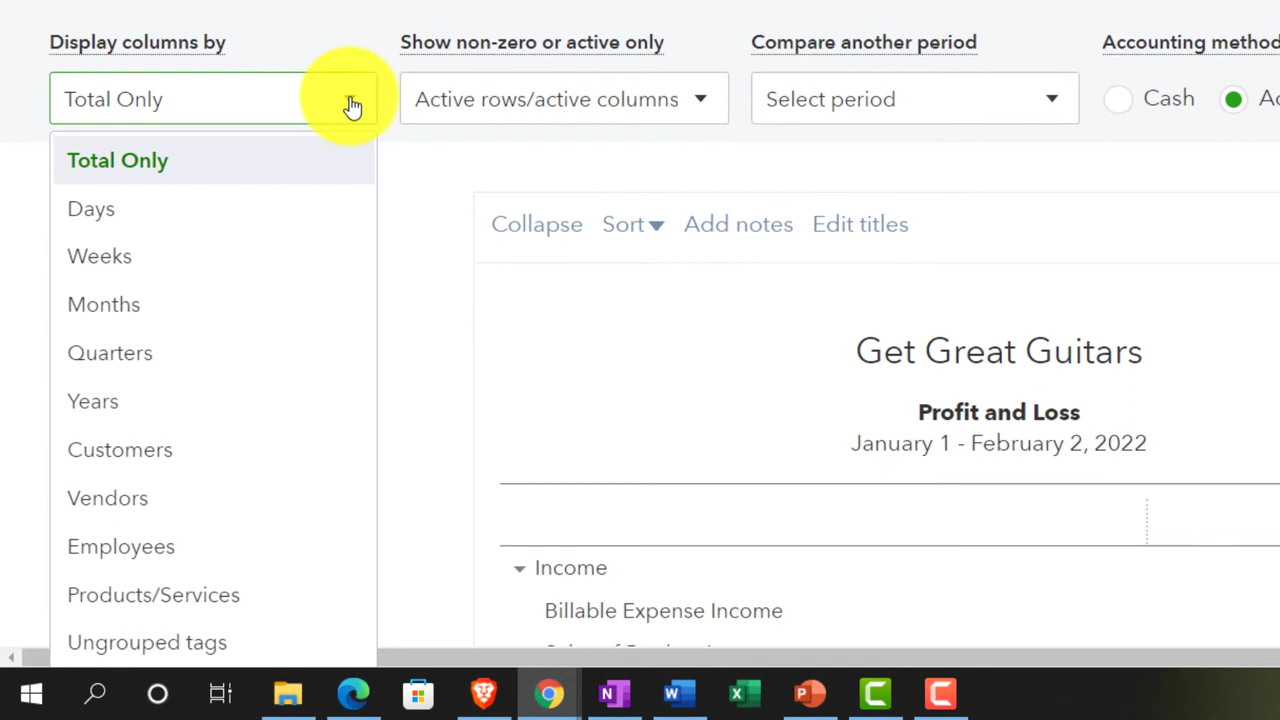 Display columns by
Show non-zero or active only
Compare another period
Accounting method
Total Only
Active rows/active columns
Select period
Cash
Total Only
Days
Weeks
Months
Quarters
Years
Customers
Vendors
Employees
Products/Services
Ungrouped tags
Collapse
Sort
Add notes
Edit titles
Get Great Guitars
Profit and Loss
January 1 - February 2, 2022
Income
Billable Expense Income